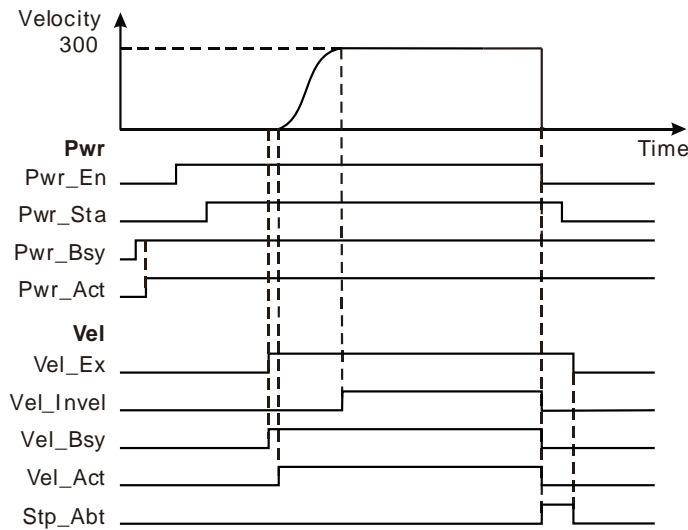 Velocity
300
Time
Pwr
Pwr_En
Pwr_Sta
Pwr_Bsy
Pwr_Act
Vel
Vel_Ex
Vel_Invel
Vel_Bsy
Vel_Act
Stp_Abt